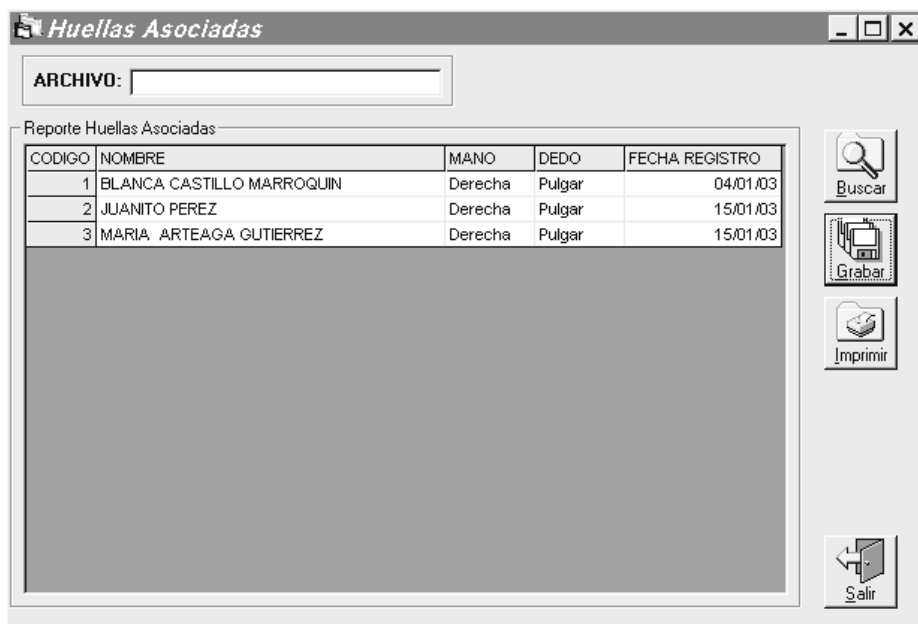 Huellas Asociadas
ARCHIVO:
Reporte Huellas Asociadas
CODIGO NOMBRE MANO DEDO FECHA REGISTRO
1 BLANCA CASTILLO MARROQUIN Derecha Pulgar 04/01/03
2 JUANITO PEREZ Derecha Pulgar 15/01/03
3 MARIA ARTEAGA GUTIERREZ Derecha Pulgar 15/01/03
Buscar
Grabar
Imprimir
Salir